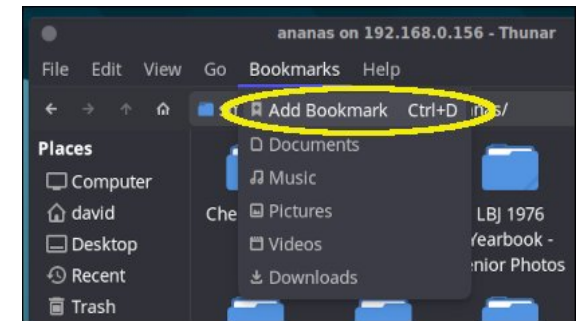 ananas on 192.168.0.156 - Thunar
File Edit View Go Bookmarks Help
Add Bookmark Ctrl+D
Places
Documents
Computer
Music
david
Pictures
LBJ 1976
Desktop
Videos
Yearbook -
Recent
Downloads
Senior Photos
Trash